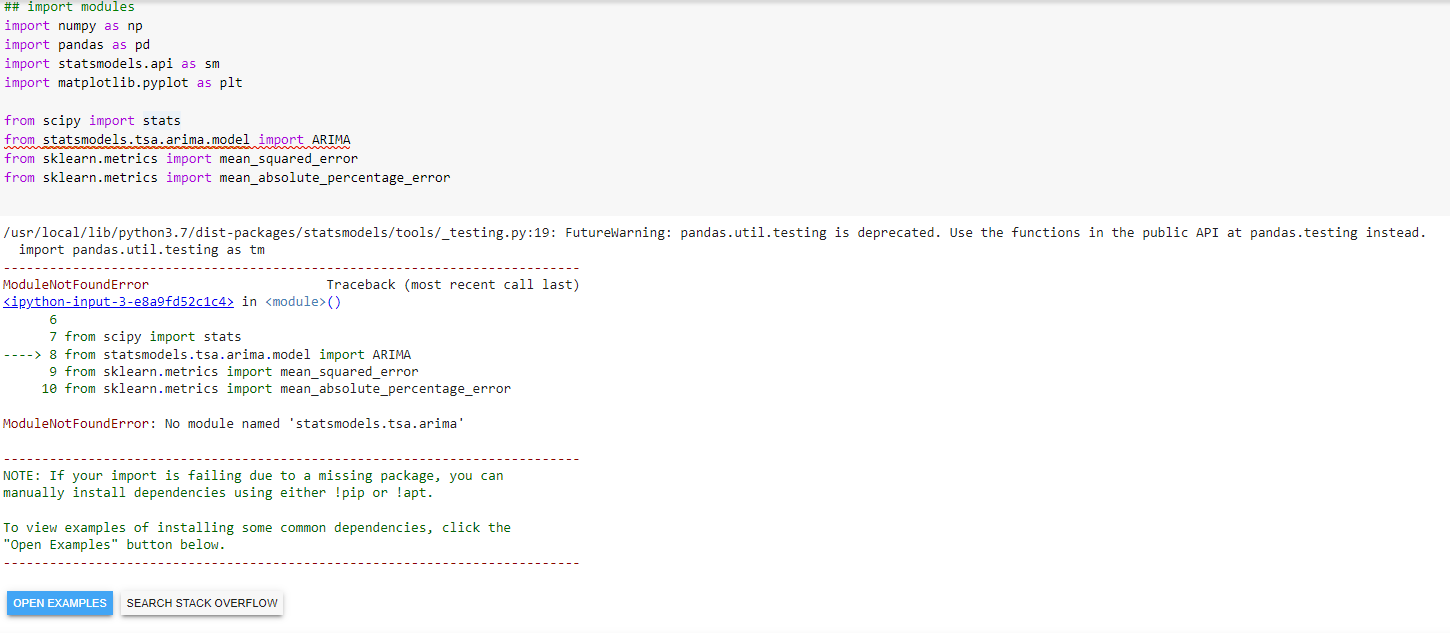 ## import modules
import numpy as np
import pandas as pd
import statsmodels.api as sm
import matplotlib.pyplot as plt
from scipy import stats
from statsmodels.tsa.arima.model import ARIMA
from sklearn.metrics import mean_squared_error
from sklearn.metrics import mean_absolute_percentage_error
/usr/local/lib/python3.7/dist-packages/statsmodels/tools/_testing.py:19: FutureWarning: pandas.util.testing is deprecated. Use the functions in the public API at pandas.testing instead.
  import pandas.util.testing as tm
---------------------------------------------------------------------------
ModuleNotFoundError                       Traceback (most recent call last)
<ipython-input-3-e8a9fd52c1c4> in <module>()
      6
      7 from scipy import stats
----> 8 from statsmodels.tsa.arima.model import ARIMA
      9 from sklearn.metrics import mean_squared_error
     10 from sklearn.metrics import mean_absolute_percentage_error
ModuleNotFoundError: No module named 'statsmodels.tsa.arima'
---------------------------------------------------------------------------
NOTE: If your import is failing due to a missing package, you can
manually install dependencies using either !pip or !apt.
To view examples of installing some common dependencies, click the
"Open Examples" button below.
---------------------------------------------------------------------------
OPEN EXAMPLES SEARCH STACK OVERFLOW